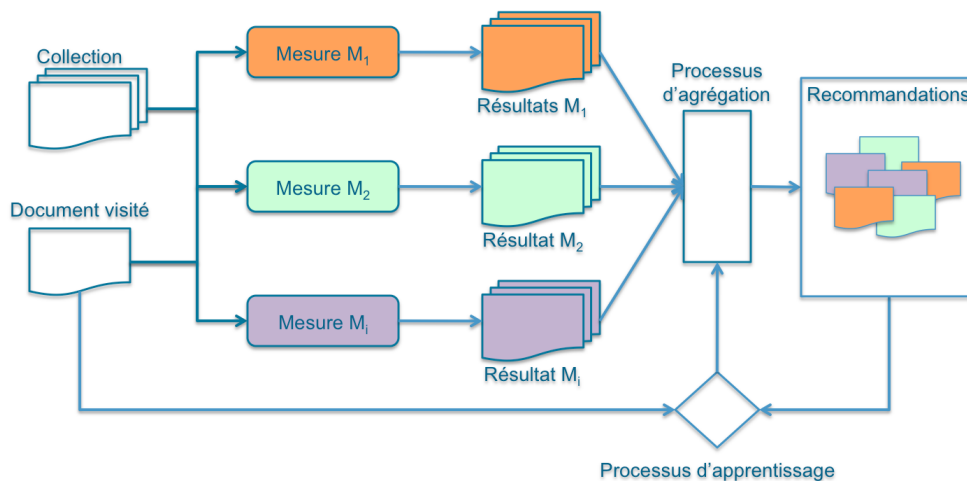 Collection
Mesure M1
Résultats M1
Processus
d'agrégation
Recommandations
Mesure M2
Résultat M2
Document visité
Mesure Mi
Résultat Mi
Processus d'apprentissage